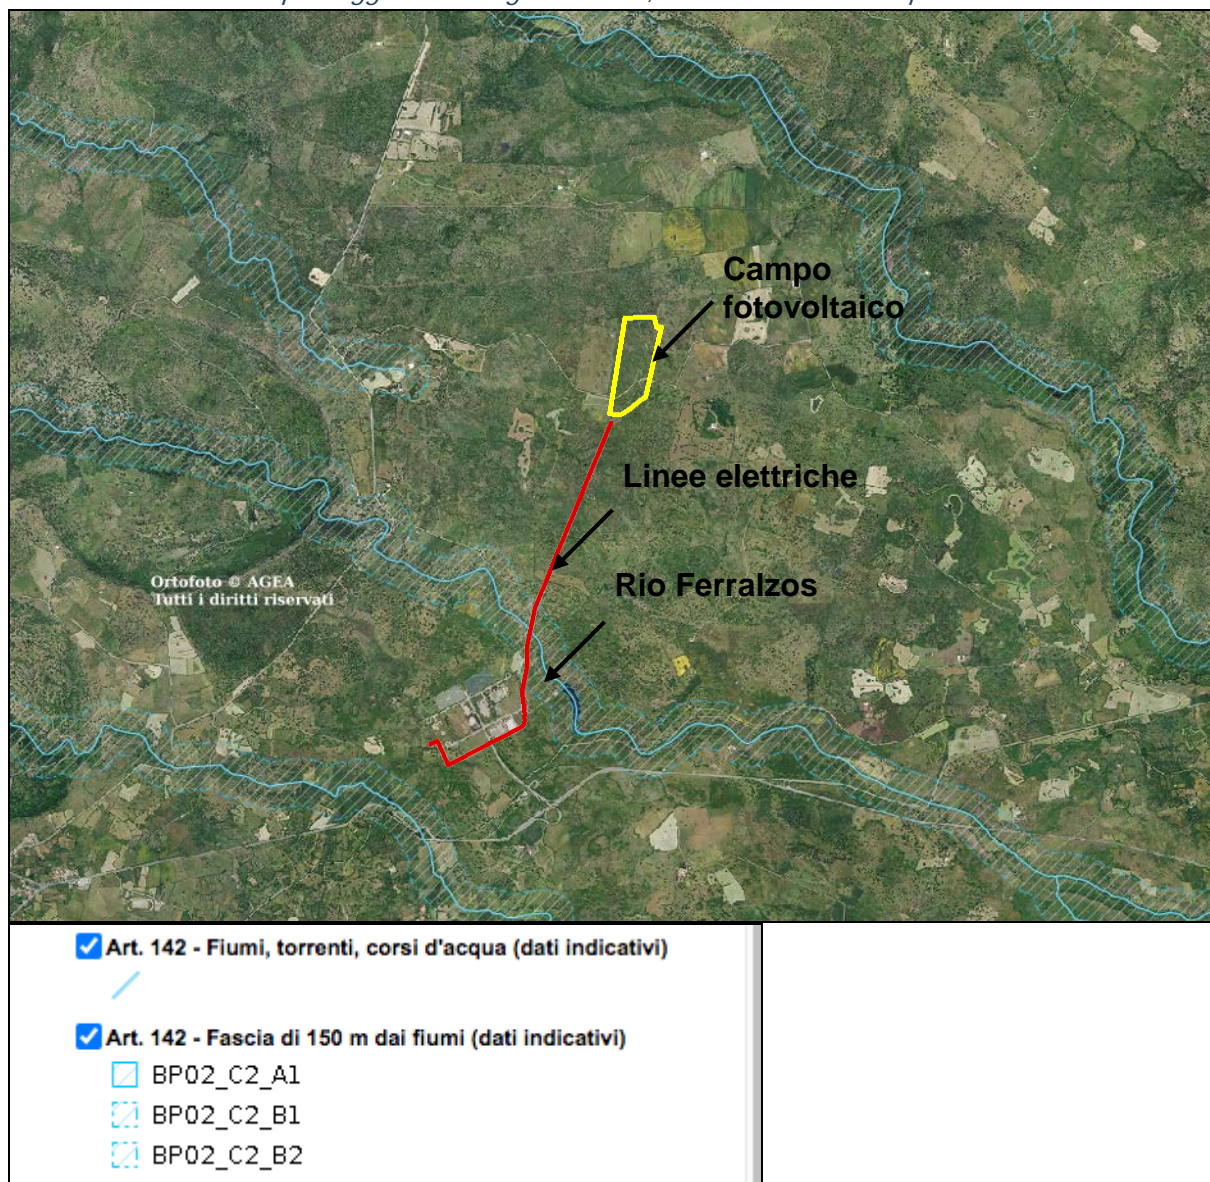 Campo
fotovoltaico
Linee elettriche
Ortofoto © AGEA
Tutti i diritti riservati
Rio Ferralzos
Art. 142 - Fiumi, torrenti, corsi d'acqua (dati indicativi)
Art. 142 - Fascia di 150 m dai fiumi (dati indicativi)
BP02_C2_A1
BP02_C2_B1
BP02_C2_B2